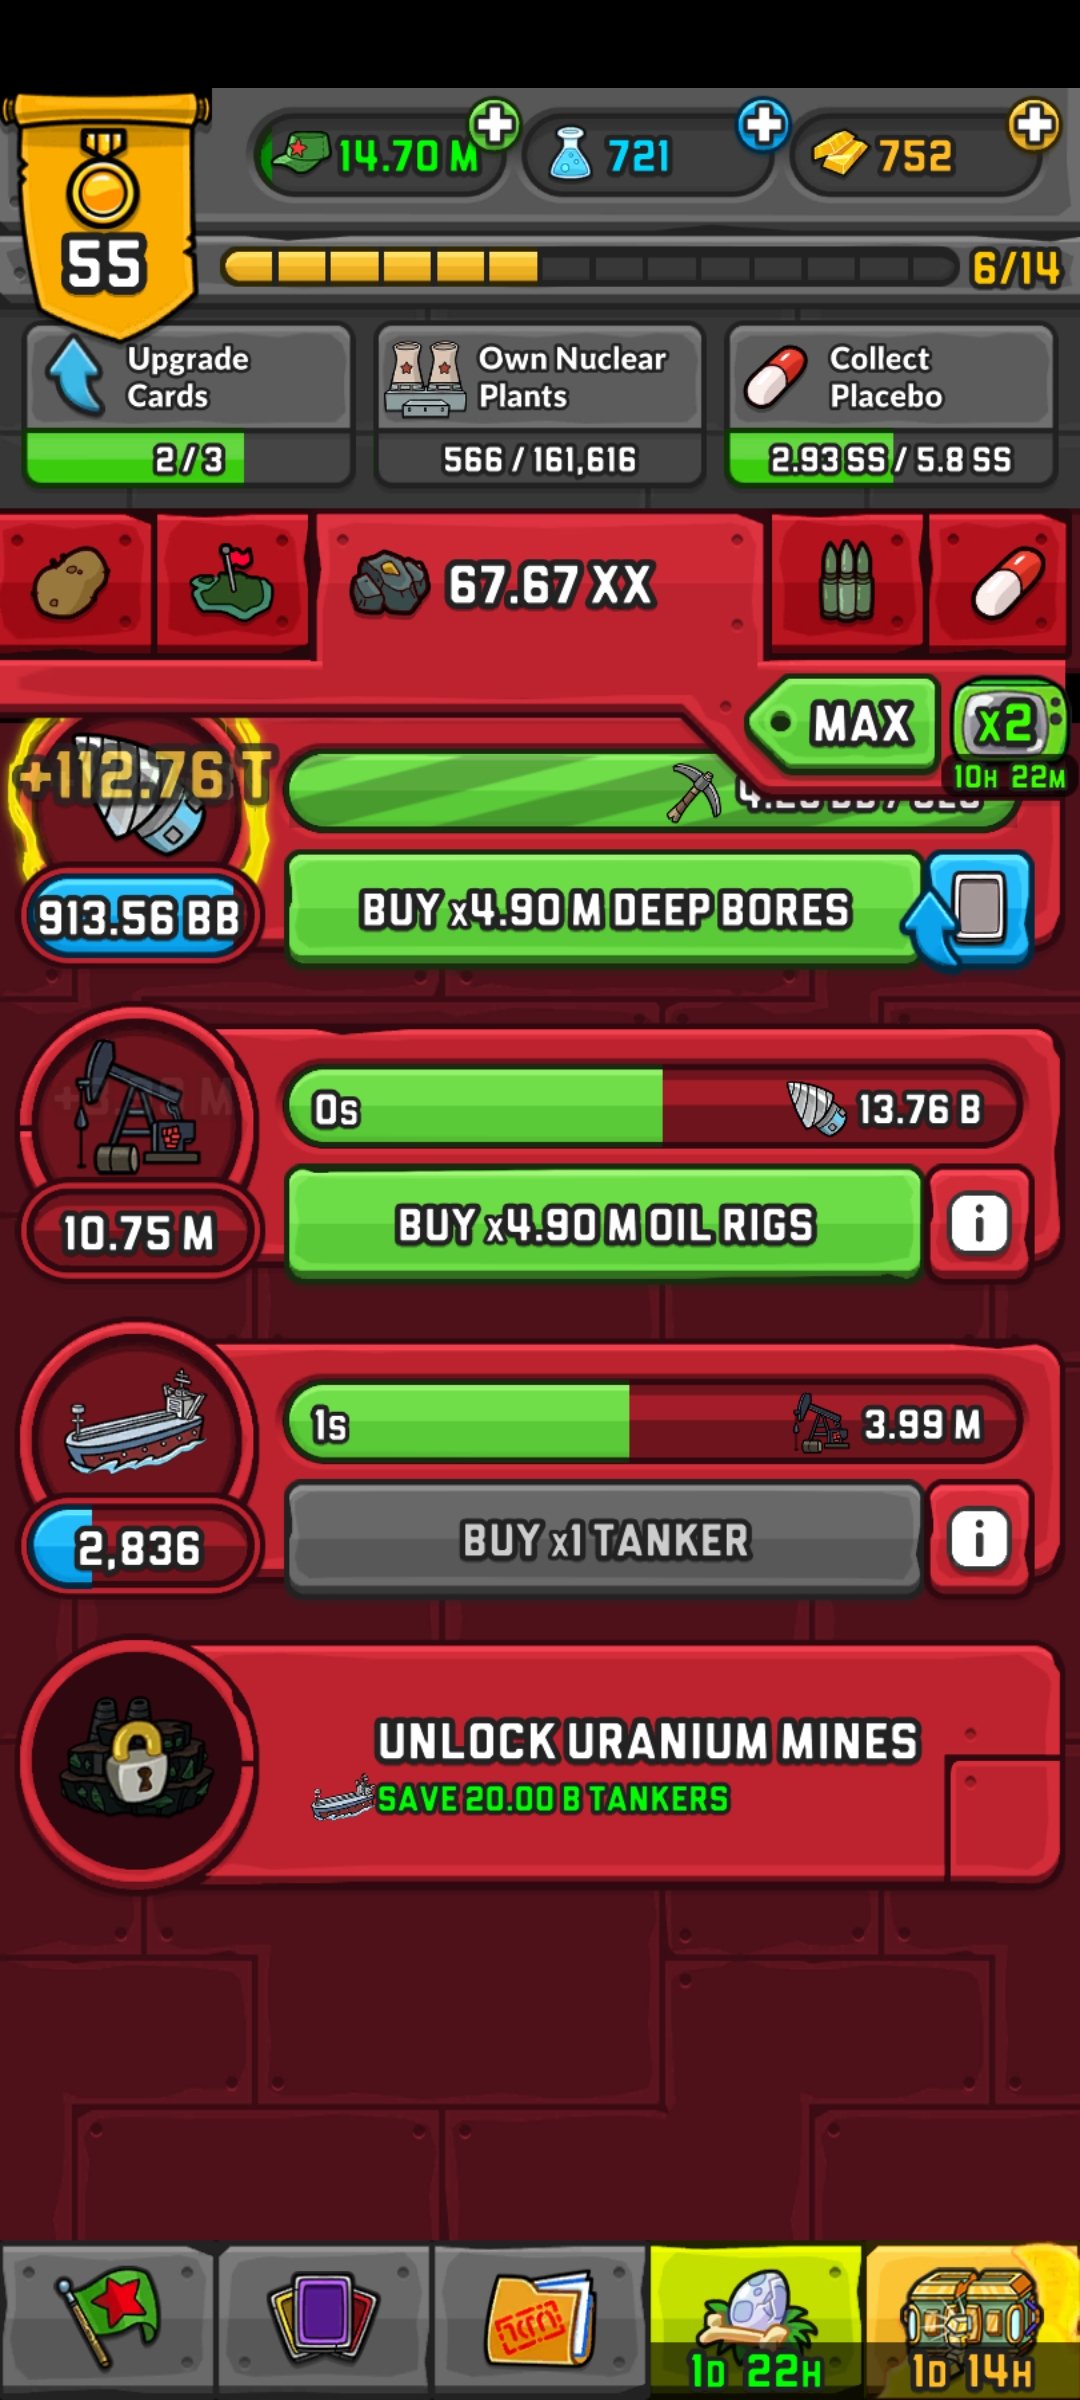 14.70 M
721
752
55
6/14
Upgrade
Cards
2/3
Own Nuclear
Plants
566 / 161,616
Collect
Placebo
2.93 SS / 5.8 SS
67.67 XX
MAX
x2
10H 22M
+112.76 T
913.56 BB
BUY x4.90 M DEEP BORES
0s
13.76 B
10.75 M
BUY x4.90 M OIL RIGS
i
1s
3.99 M
2,836
BUY x1 TANKER
i
UNLOCK URANIUM MINES
SAVE 20.00 B TANKERS
1D 22H
1D 14H